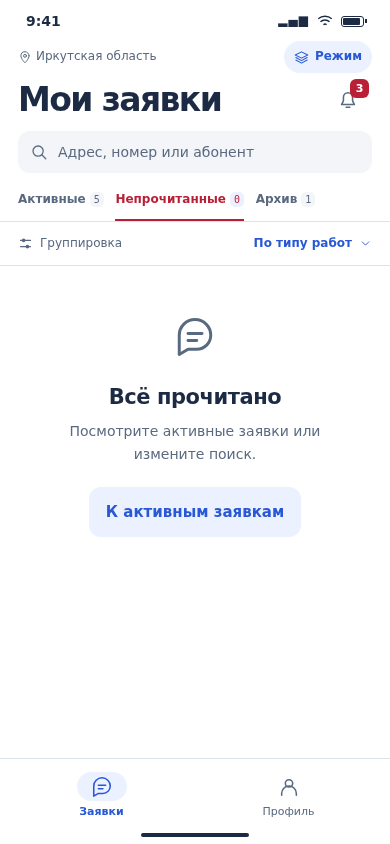 9:41
Иркутская область
Режим
Мои заявки
3
Адрес, номер или абонент
Активные 5 Непрочитанные 0 Архив 1
Группировка По типу работ
Всё прочитано
Посмотрите активные заявки или
измените поиск.
К активным заявкам
Заявки Профиль